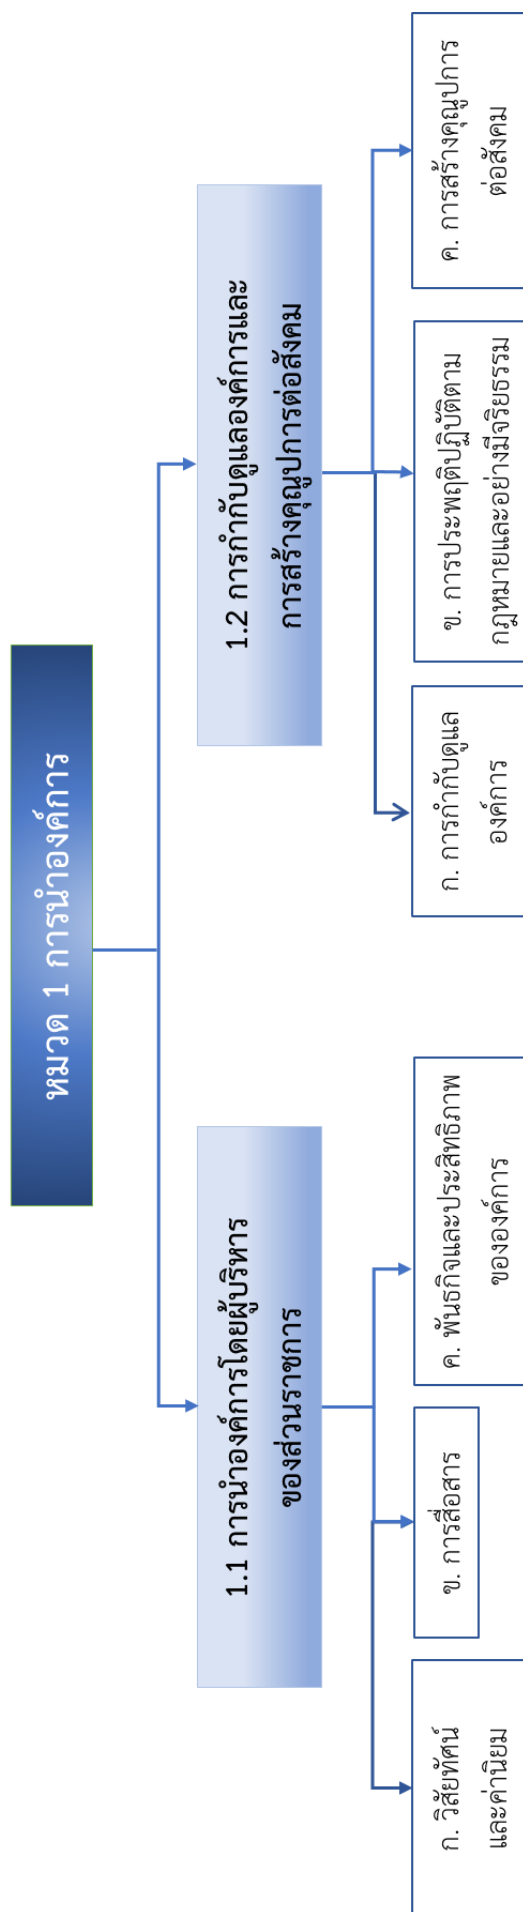 หมวด 1 การนำองค์การ
1.1 การนำองค์การโดยผู้บริหาร
ของส่วนราชการ
1.2 การกำกับดูแลองค์การและ
การสร้างคุณูปการต่อสังคม
ก. วิสัยทัศน์
และค่านิยม
ข. การสื่อสาร
ค. พันธกิจและประสิทธิภาพ
ขององค์การ
ก. การกำกับดูแล
องค์การ
ข. การประพฤติปฏิบัติตาม
กฎหมายและอย่างมีจริยธรรม
ค. การสร้างคุณูปการ
ต่อสังคม